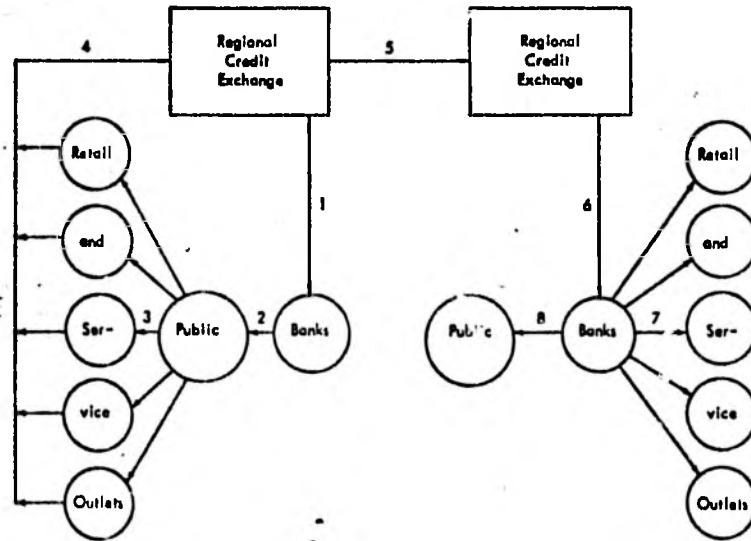 4
Regional
Credit
Exchange
5
Regional
Credit
Exchange
Retail
Retail
1
6
and
and
Ser-
3
Public
2
Banks
Public
8
Banks
7
Ser-
vice
vice
Outlets
Outlets